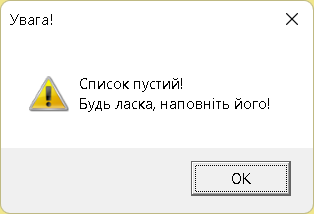 Увага!
Список пустий!
Будь ласка, наповніть його!
OK